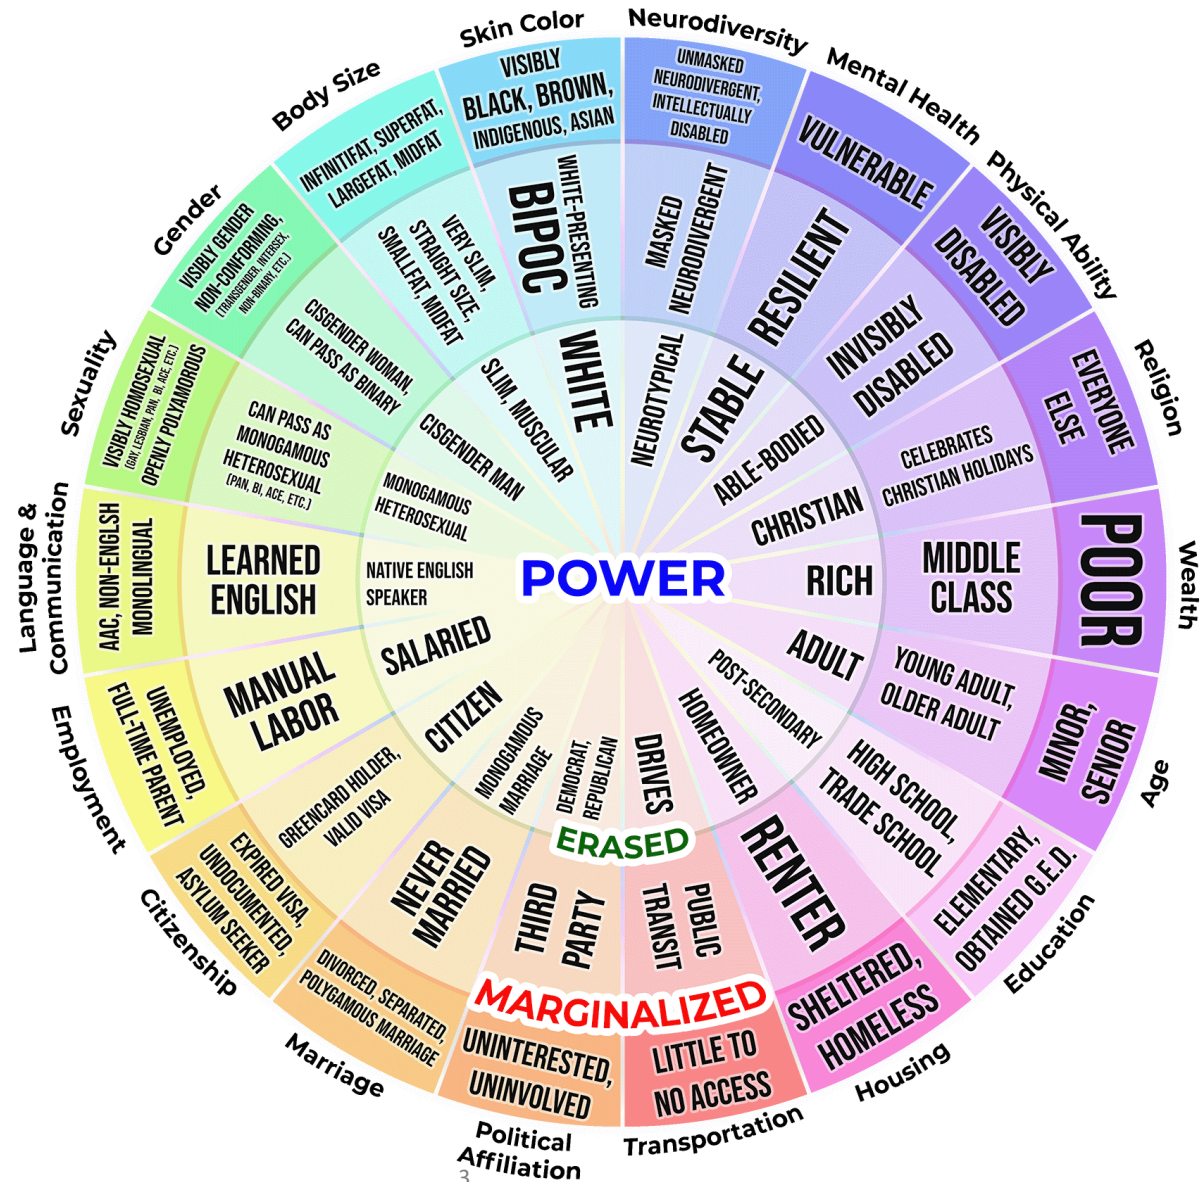 Skin Color
VISIBLY
BLACK, BROWN,
INDIGENOUS, ASIAN
WHITE-PRESENTING
BIPOC
WHITE
Neurodiversity
UNMASKED
NEURODIVERGENT,
INTELLECTUALLY
DISABLED
MASKED
NEURODIVERGENT
NEUROTYPICAL
Mental Health
VULNERABLE
RESILIENT
STABLE
Physical Ability
VISIBLY
DISABLED
INVISIBLY
DISABLED
ABLE-BODIED
Religion
EVERYONE
ELSE
CELEBRATES
CHRISTIAN HOLIDAYS
CHRISTIAN
Wealth
POOR
MIDDLE
CLASS
RICH
Age
MINOR,
SENIOR
YOUNG ADULT,
OLDER ADULT
ADULT
Education
ELEMENTARY,
OBTAINED G.E.D.
HIGH SCHOOL,
TRADE SCHOOL
POST-SECONDARY
Housing
SHELTERED,
HOMELESS
RENTER
HOMEOWNER
Transportation
LITTLE TO
NO ACCESS
PUBLIC
TRANSIT
DRIVES
Political
Affiliation
UNINTERESTED,
UNINVOLVED
THIRD
PARTY
DEMOCRAT,
REPUBLICAN
Marriage
DIVORCED, SEPARATED,
POLYGAMOUS MARRIAGE
NEVER
MARRIED
MONOGAMOUS
MARRIAGE
Citizenship
EXPIRED VISA,
UNDOCUMENTED,
ASYLUM SEEKER
GREENCARD HOLDER,
VALID VISA
CITIZEN
Employment
UNEMPLOYED,
FULL-TIME PARENT
MANUAL
LABOR
SALARIED
Language &
Communication
AAC, NON-ENGLSH
MONOLINGUAL
LEARNED
ENGLISH
NATIVE ENGLISH
SPEAKER
Sexuality
VISIBLY HOMOSEXUAL
(GAY, LESBIAN, PAN, BI, ACE, ETC.)
OPENLY POLYAMOROUS
CAN PASS AS
MONOGAMOUS
HETEROSEXUAL
(PAN, BI, ACE, ETC.)
MONOGAMOUS
HETEROSEXUAL
Gender
VISIBLY GENDER
NON-CONFORMING,
(TRANSGENDER, INTERSEX,
NON-BINARY, ETC.)
CISGENDER WOMAN,
CAN PASS AS BINARY
CISGENDER MAN
Body Size
INFINITIFAT, SUPERFAT,
LARGEFAT, MIDFAT
VERY SLIM,
STRAIGHT SIZE,
SMALLFAT, MIDFAT
SLIM, MUSCULAR
POWER
ERASED
MARGINALIZED
3